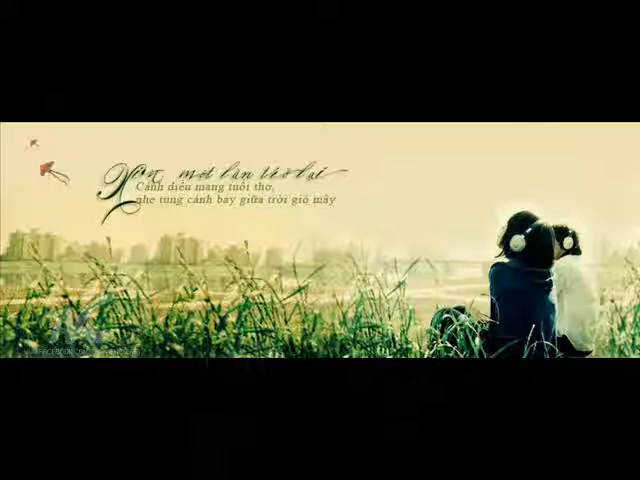 Xin một lần trở lại
Cánh diều mang tuổi thơ,
nhẹ tung cánh bay giữa trời gió mây